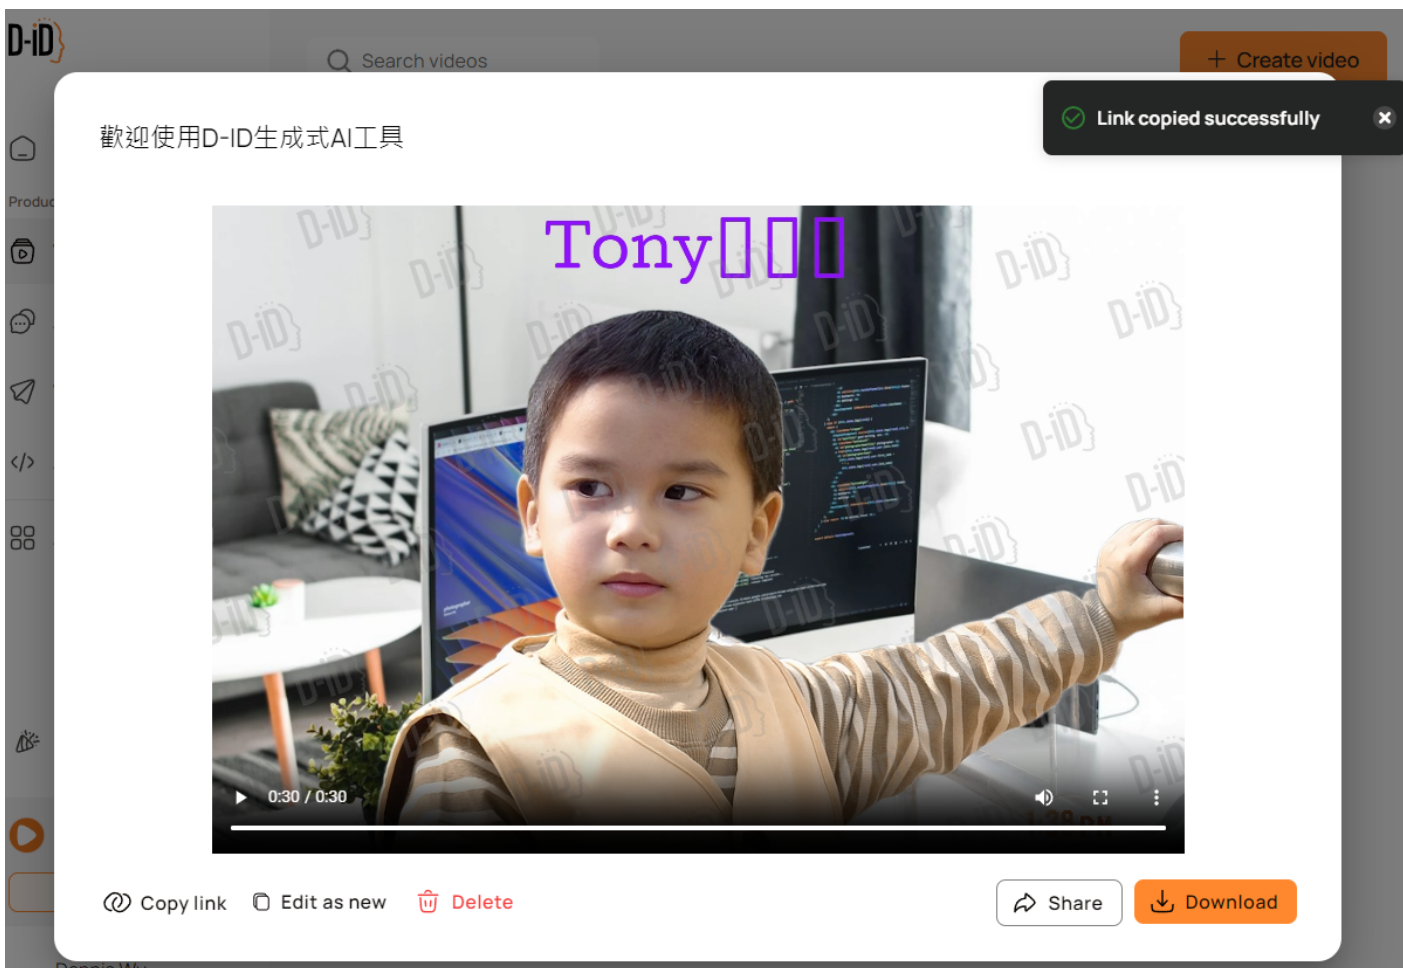 D-iD
Search videos
+ Create video
Link copied successfully
歡迎使用D-ID生成式AI工具
Produc
Tony
D-iD
0:30 / 0:30
Copy link
Edit as new
Delete
Share
Download